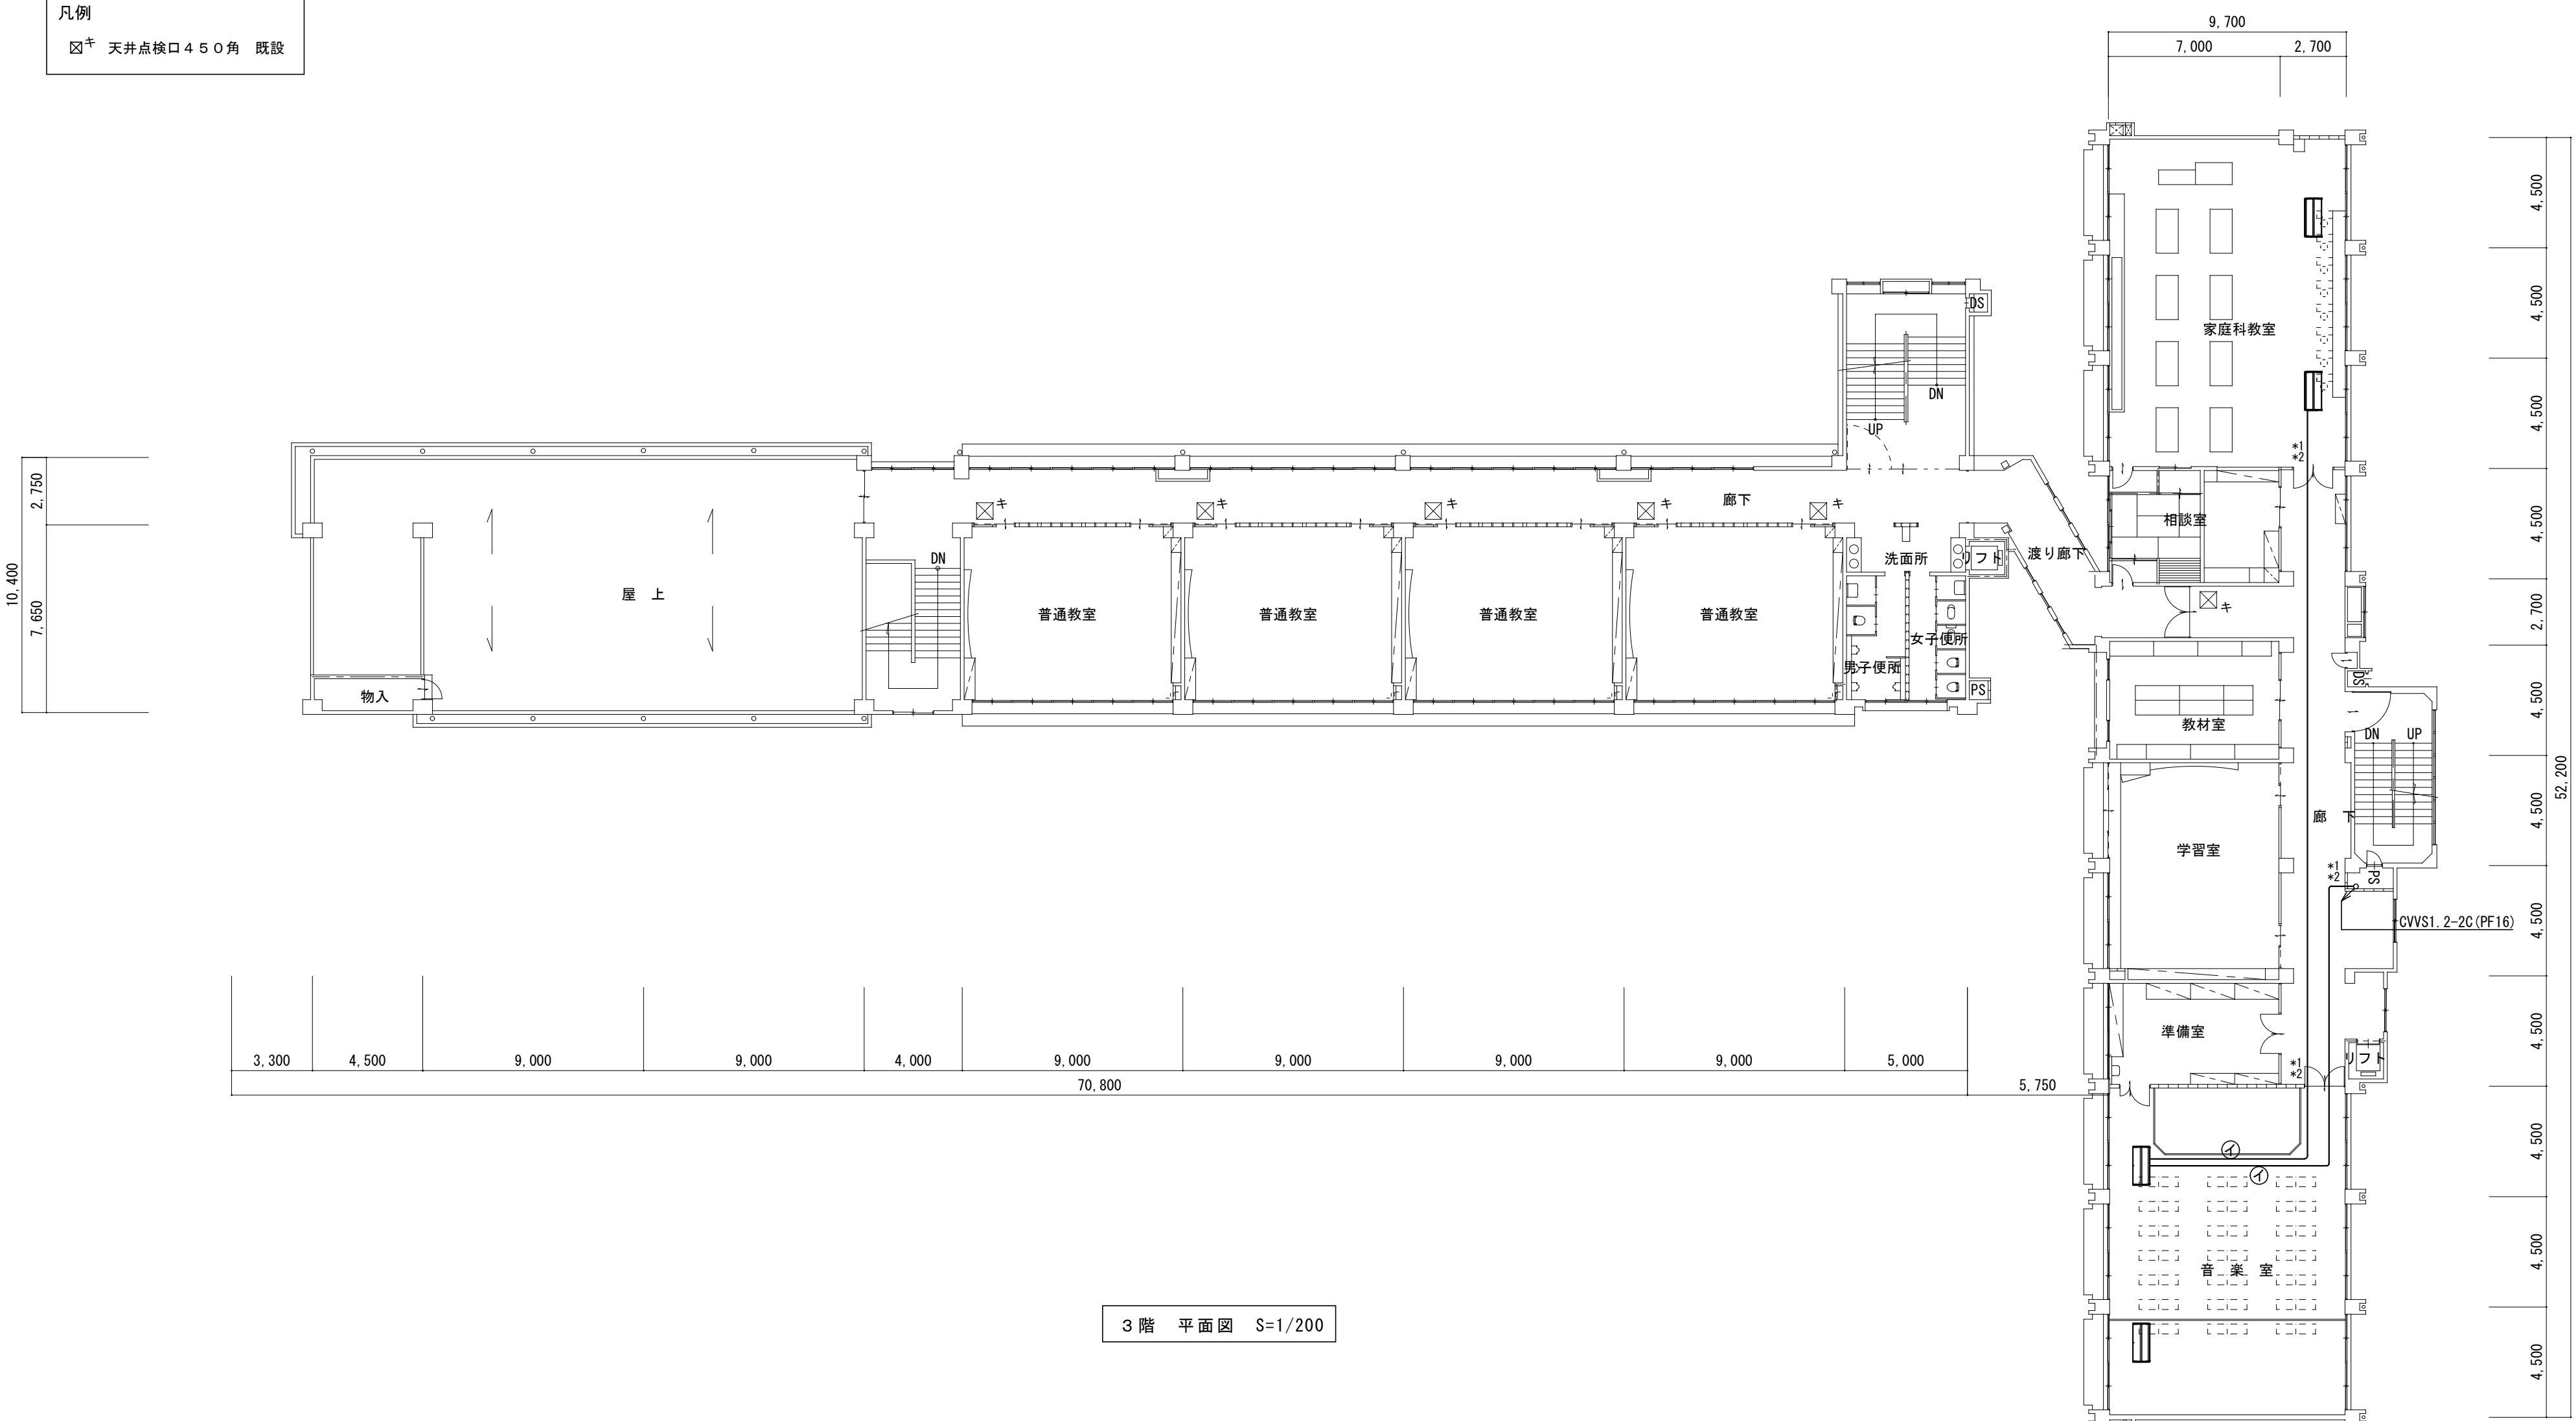 凡例
キ 天井点検口４５０角 既設
9,700
7,000 2,700
4,500
4,500
4,500
4,500
2,700
4,500
4,500
4,500
4,500
4,500
4,500
4,500
52,200
家庭科教室
*1
*2
相談室
DS
DN
UP
2,750
7,650
10,400
キ
キ
キ
キ
廊下
キ
屋 上
物入
DN
普通教室
普通教室
普通教室
普通教室
洗面所
リフト
渡り廊下
女子便所
男子便所
PS
キ
教材室
DS
DN UP
廊 下
学習室
*1
*2
PS
CVVS1.2-2C(PF16)
準備室
*1
*2
リフト
イ
イ
音 楽 室
3,300 4,500 9,000 9,000 4,000 9,000 9,000 9,000 9,000 5,000
70,800 5,750
３階 平面図 S=1/200